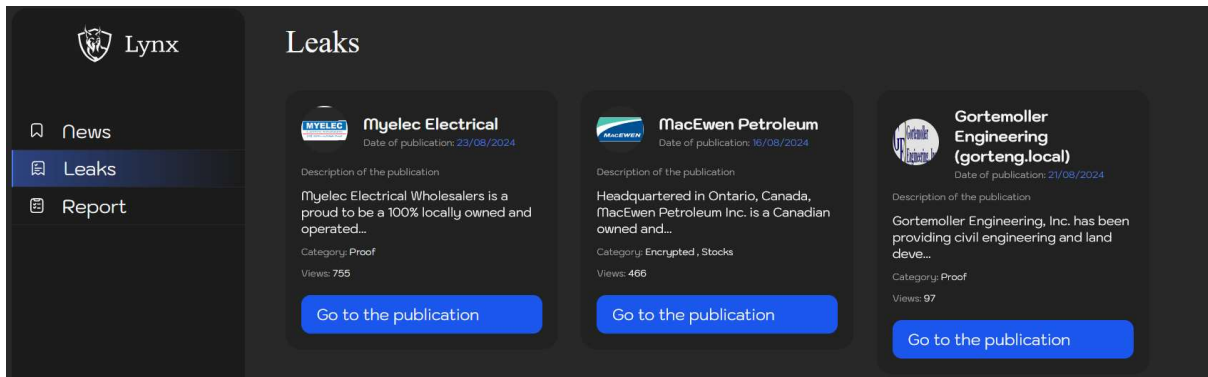 Lynx
News
Leaks
Report
Leaks
MYELEC
Myelec Electrical
Date of publication: 23/08/2024
Description of the publication
Myelec Electrical Wholesalers is a
proud to be a 100% locally owned and
operated...
Category: Proof
Views: 755
Go to the publication
MACEWEN
MacEwen Petroleum
Date of publication: 16/08/2024
Description of the publication
Headquartered in Ontario, Canada,
MacEwen Petroleum Inc. is a Canadian
owned and...
Category: Encrypted , Stocks
Views: 466
Go to the publication
Gortemoller
Engineering
(gorteng.local)
Date of publication: 21/08/2024
Description of the publication
Gortemoller Engineering, Inc. has been
providing civil engineering and land
deve...
Category: Proof
Views: 97
Go to the publication